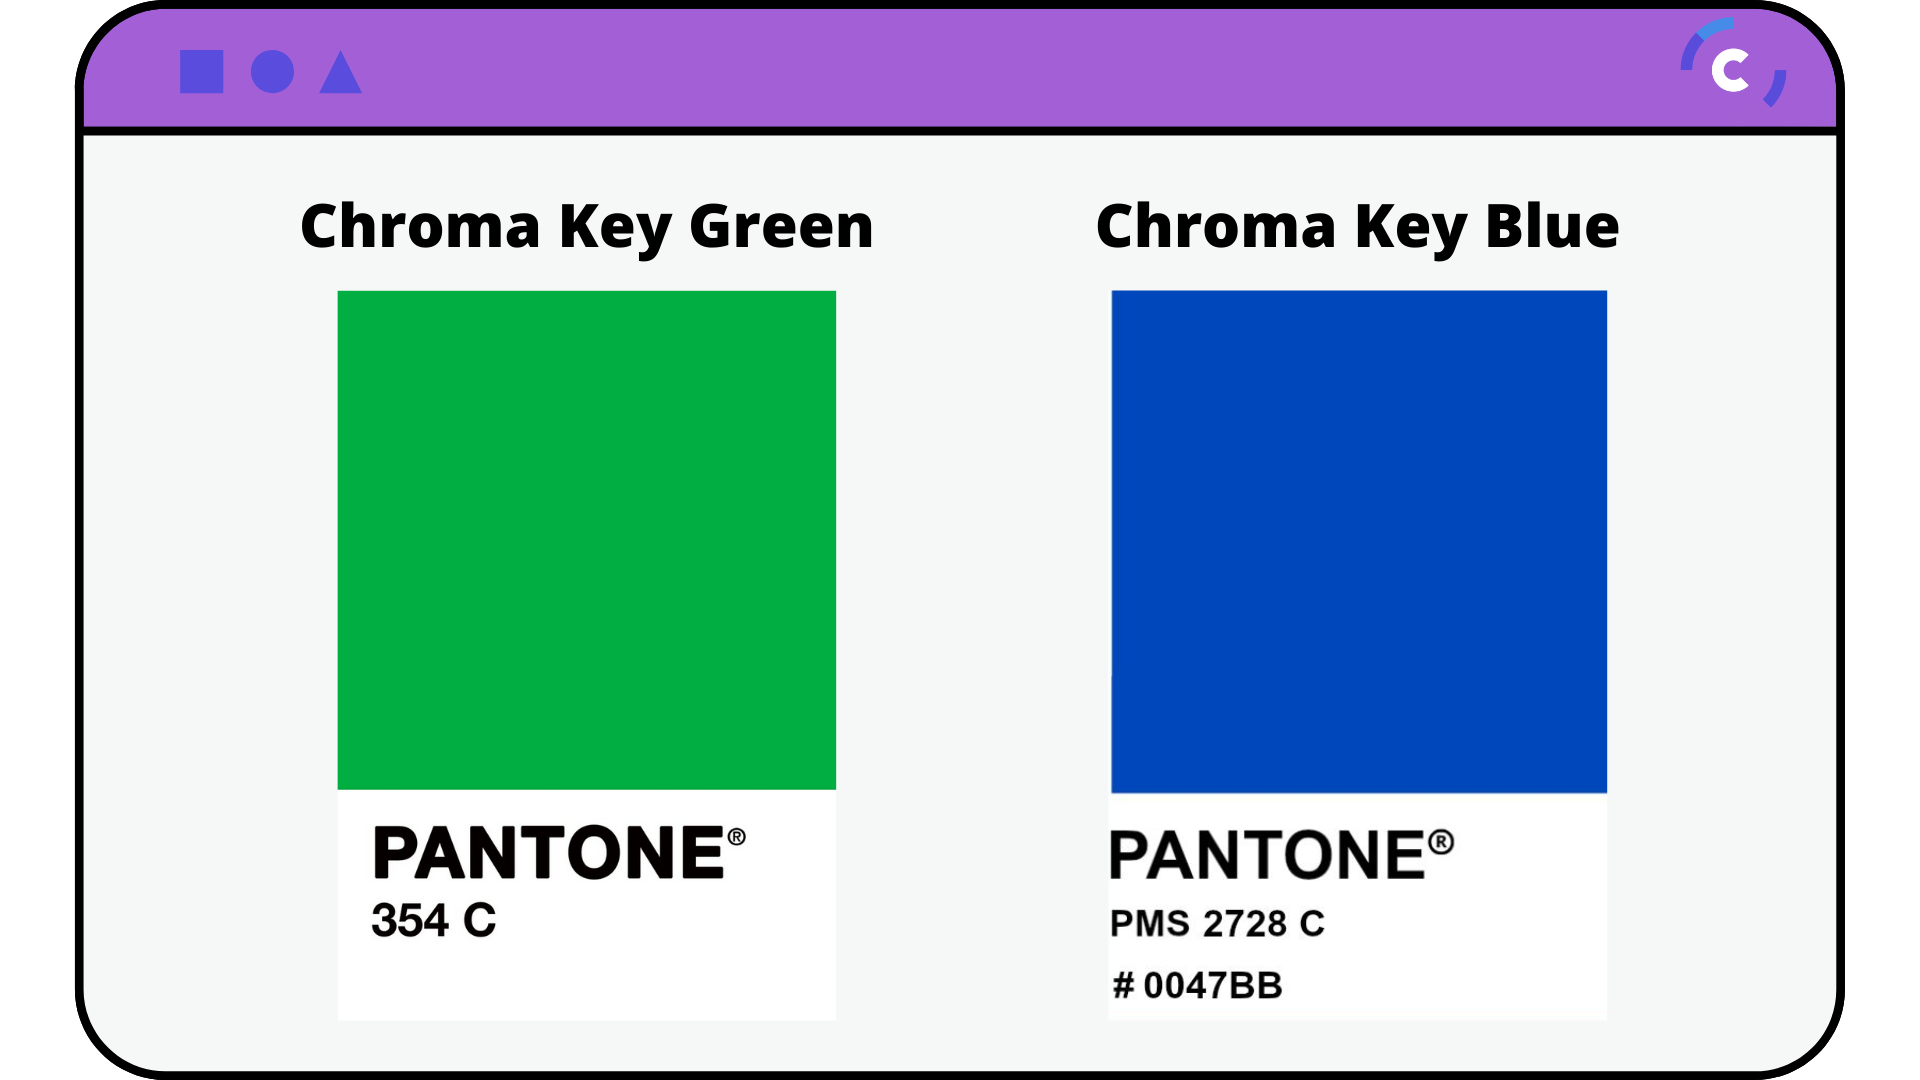 C
Chroma Key Green
Chroma Key Blue
PANTONE®
354 C
PANTONE®
PMS 2728 C
# 0047BB